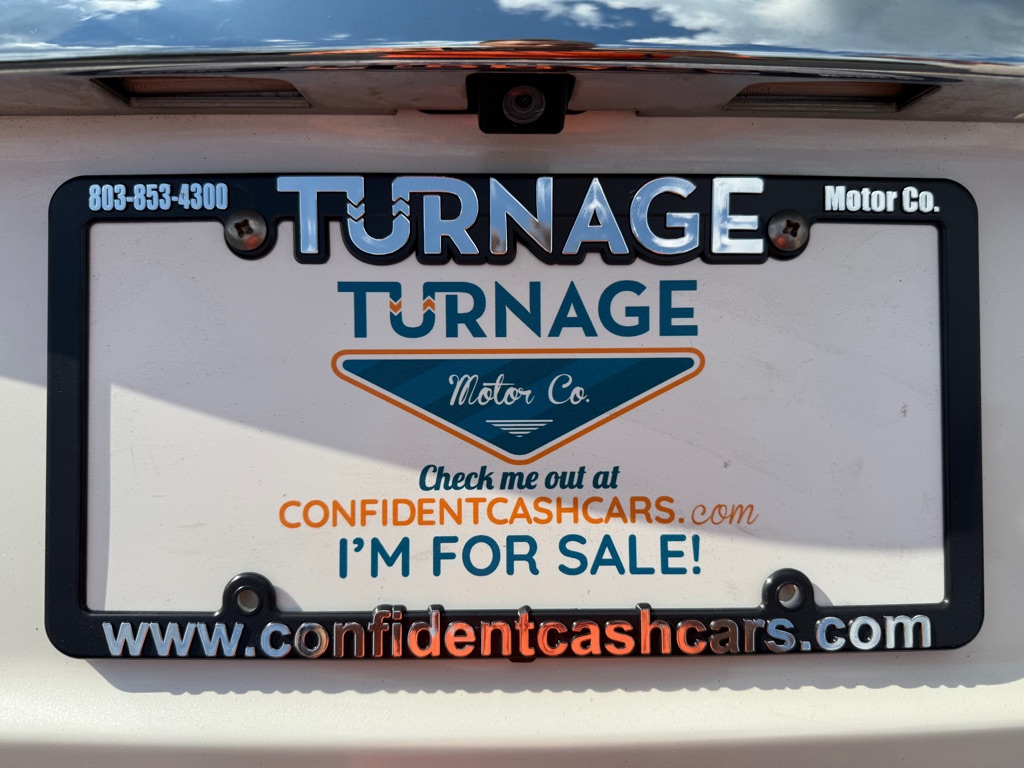 803-853-4300 TURNAGE Motor Co.
TURNAGE
Motor Co.
Check me out at
CONFIDENTCASHCARS.com
I'M FOR SALE!
www.confidentcashcars.com